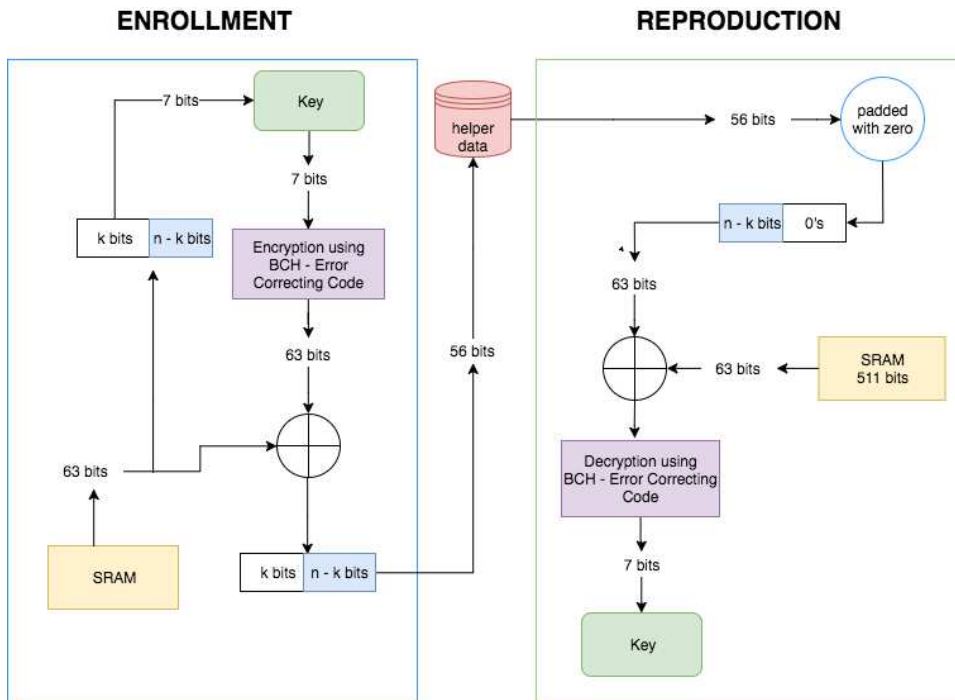 ENROLLMENT
REPRODUCTION
7 bits
Key
7 bits
k bits
n - k bits
Encryption using
BCH - Error
Correcting Code
63 bits
63 bits
SRAM
k bits
n - k bits
56 bits
helper
data
56 bits
padded
with zero
n - k bits
0's
63 bits
63 bits
SRAM
511 bits
Decryption using
BCH - Error Correcting
Code
7 bits
Key